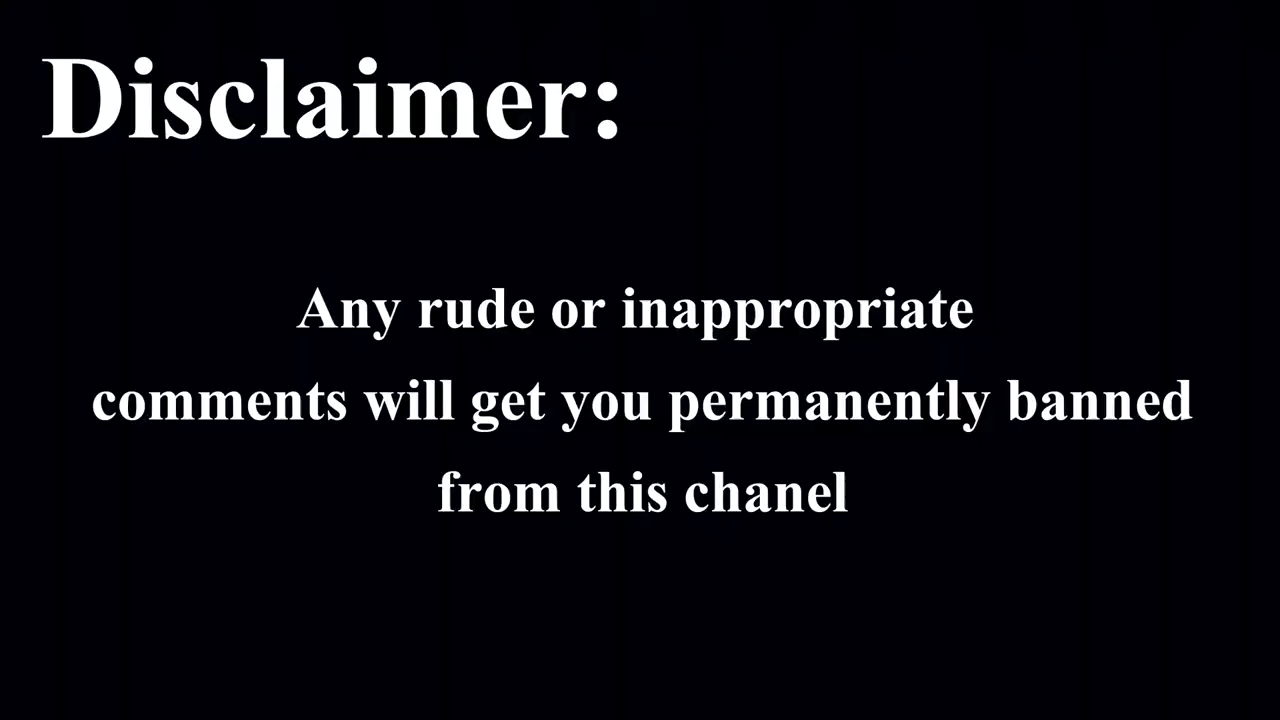 Disclaimer:
Any rude or inappropriate
comments will get you permanently banned
from this chanel